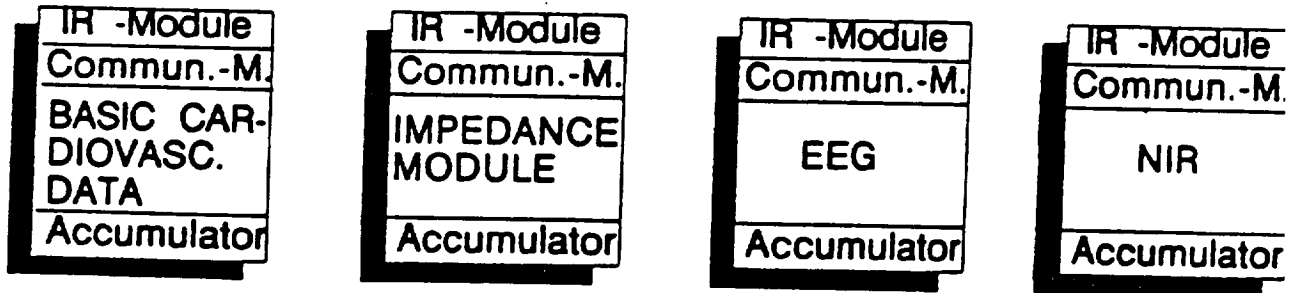 IR -Module
Commun.-M.
BASIC CAR-
DIOVASC.
DATA
Accumulator
IR -Module
Commun.-M.
IMPEDANCE
MODULE
Accumulator
IR -Module
Commun.-M.
EEG
Accumulator
IR -Module
Commun.-M.
NIR
Accumulator